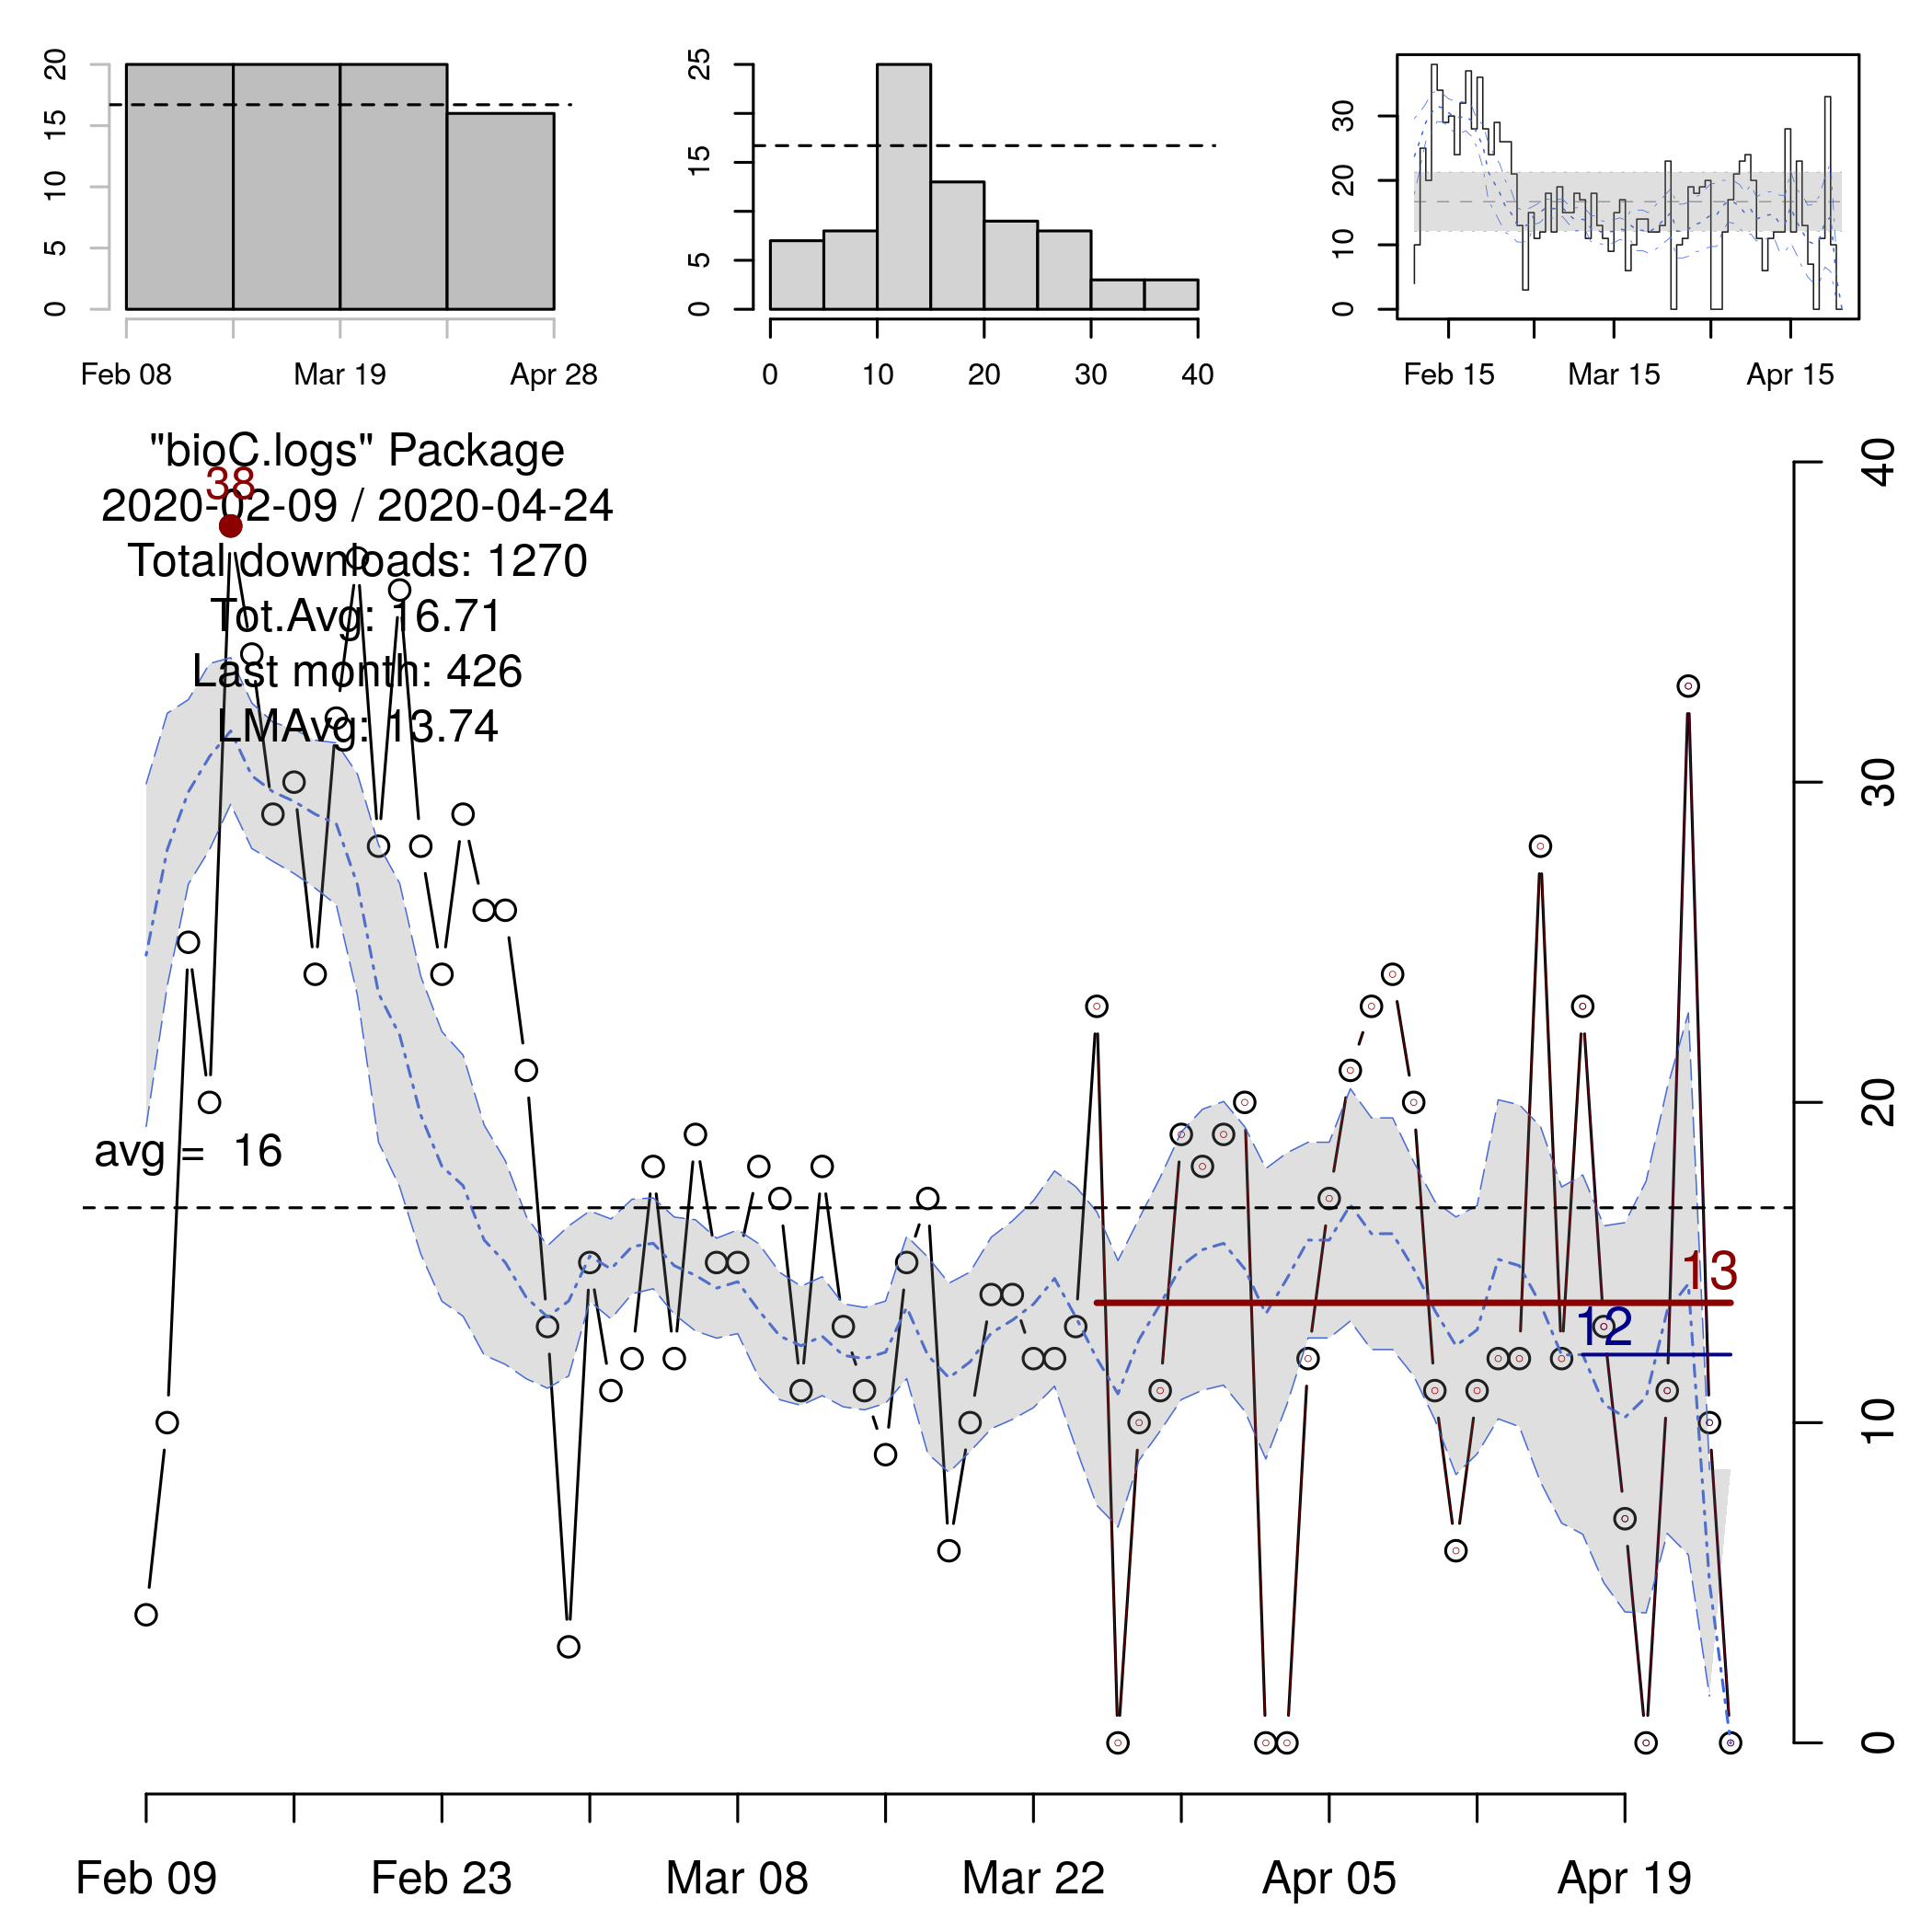 0 5 10 15 20
Feb 08 Mar 19 Apr 28
0 5 15 25
0 10 20 30 40
0 10 20 30
Feb 15 Mar 15 Apr 15
"bioC.logs" Package
38
2020-02-09 / 2020-04-24
Total downloads: 1270
Tot.Avg: 16.71
Last month: 426
LMAvg: 13.74
avg = 16
13
12
0 10 20 30 40
Feb 09 Feb 23 Mar 08 Mar 22 Apr 05 Apr 19